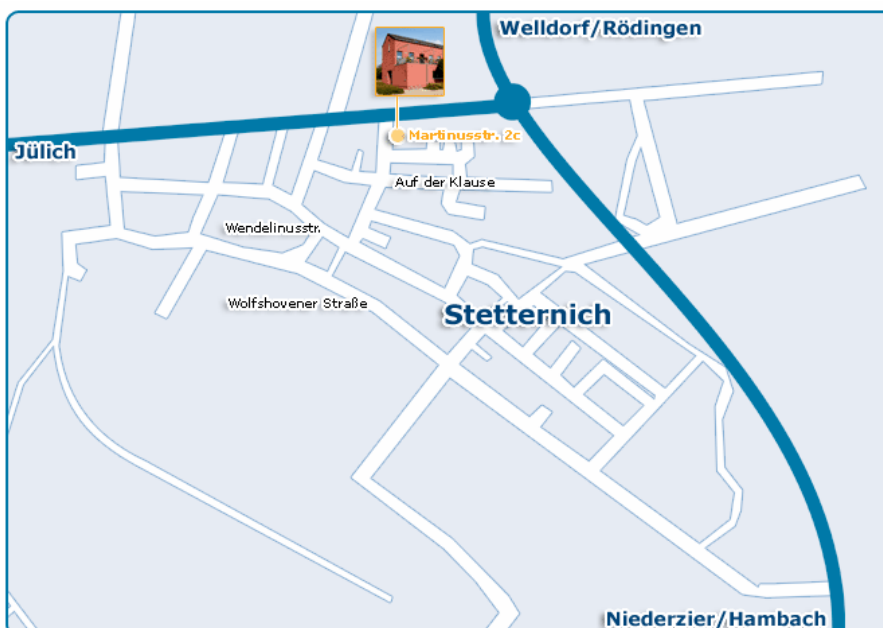 Welldorf/Rödingen
Martinusstr. 2c
Jülich
Auf der Klause
Wendelinusstr.
Wolfshovener Straße
Stetternich
Niederzier/Hambach